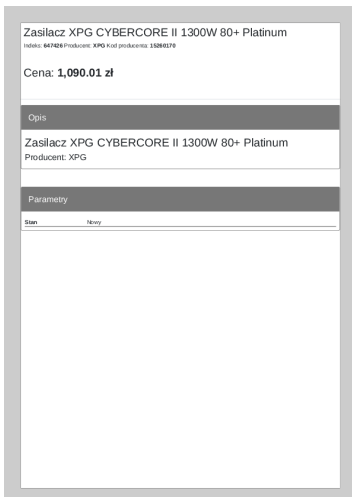 Zasilacz XPG CYBERCORE II 1300W 80+ Platinum
Indeks: 647426 Producent: XPG Kod producenta: 15260170
Cena: 1,090.01 zł
Opis
Zasilacz XPG CYBERCORE II 1300W 80+ Platinum
Producent: XPG
Parametry
Stan Nowy